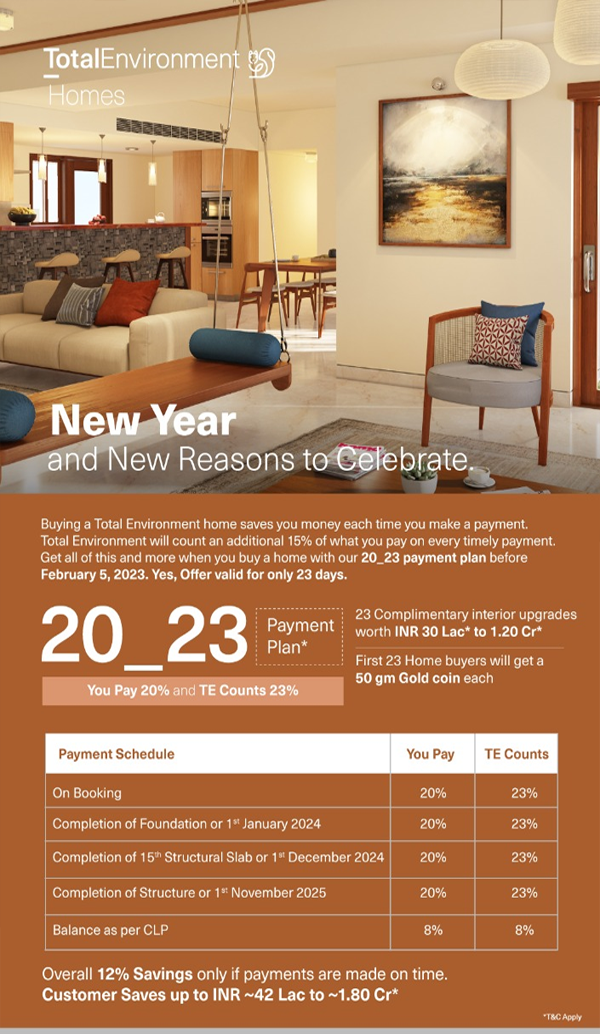 TotalEnvironment
Homes
New Year
and New Reasons to Celebrate.
Buying a Total Environment home saves you money each time you make a payment.
Total Environment will count an additional 15% of what you pay on every timely payment.
Get all of this and more when you buy a home with our 20_23 payment plan before
February 5, 2023. Yes, Offer valid for only 23 days.
20_23
Payment
Plan*
You Pay 20% and TE Counts 23%
23 Complimentary interior upgrades
worth INR 30 Lac* to 1.20 Cr*
First 23 Home buyers will get a
50 gm Gold coin each
Payment Schedule You Pay TE Counts
On Booking 20% 23%
Completion of Foundation or 1st January 2024 20% 23%
Completion of 15th Structural Slab or 1st December 2024 20% 23%
Completion of Structure or 1st November 2025 20% 23%
Balance as per CLP 8% 8%
Overall 12% Savings only if payments are made on time.
Customer Saves up to INR ~42 Lac to ~1.80 Cr*
*T&C Apply